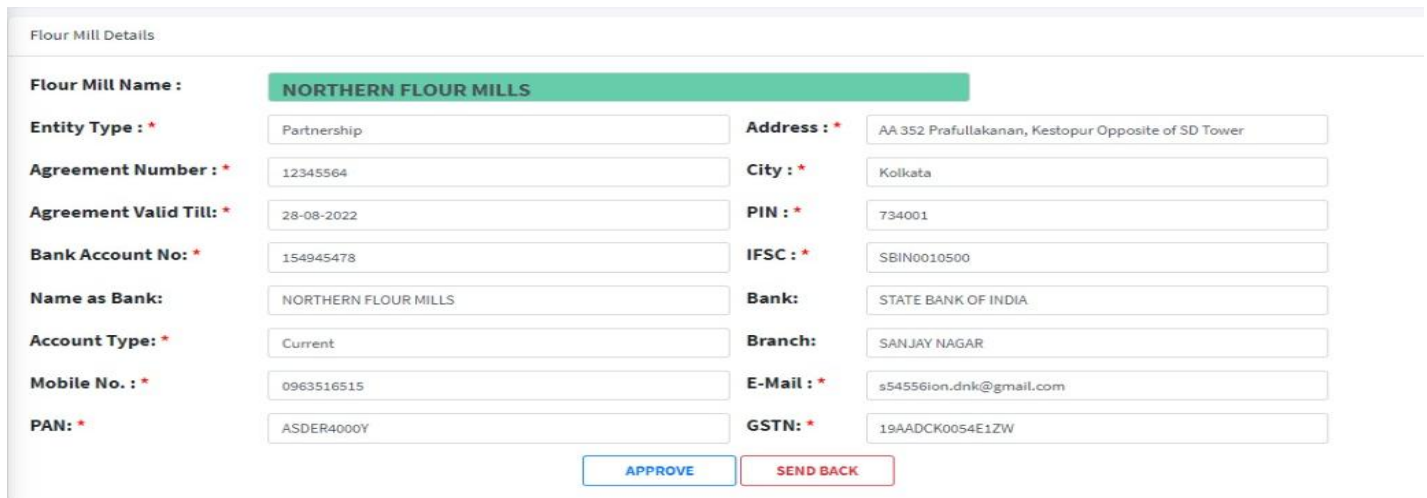 Flour Mill Details
Flour Mill Name : NORTHERN FLOUR MILLS
Entity Type : * Partnership Address : * AA 352 Prafullakanan, Kestopur Opposite of SD Tower
Agreement Number : * 12345564 City : * Kolkata
Agreement Valid Till: * 28-08-2022 PIN : * 734001
Bank Account No: * 154945478 IFSC : * SBIN0010500
Name as Bank: NORTHERN FLOUR MILLS Bank: STATE BANK OF INDIA
Account Type: * Current Branch: SANJAY NAGAR
Mobile No. : * 0963516515 E-Mail : * s54556ion.dnk@gmail.com
PAN: * ASDER4000Y GSTN: * 19AADCK0054E1ZW
APPROVE SEND BACK